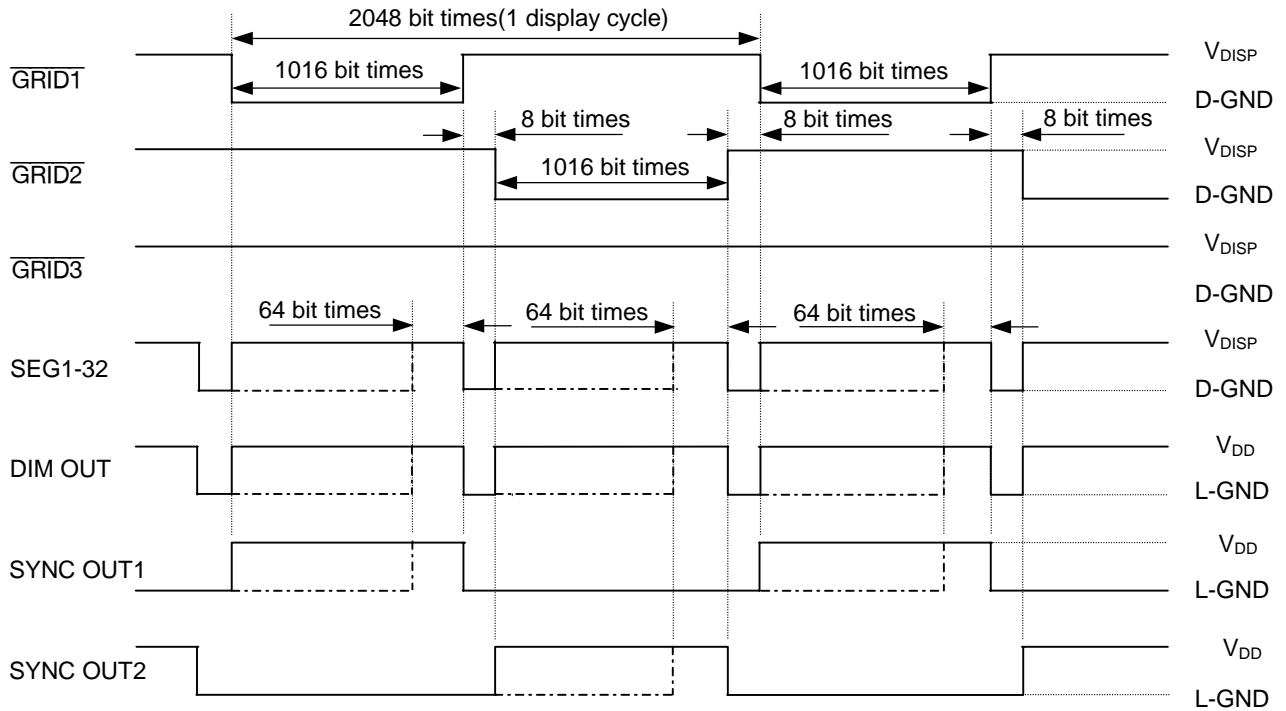 2048 bit times(1 display cycle)
GRID1
1016 bit times
1016 bit times
VDISP
D-GND
8 bit times
8 bit times
8 bit times
GRID2
1016 bit times
VDISP
D-GND
GRID3
VDISP
D-GND
64 bit times
64 bit times
64 bit times
SEG1-32
VDISP
D-GND
DIM OUT
VDD
L-GND
SYNC OUT1
VDD
L-GND
SYNC OUT2
VDD
L-GND